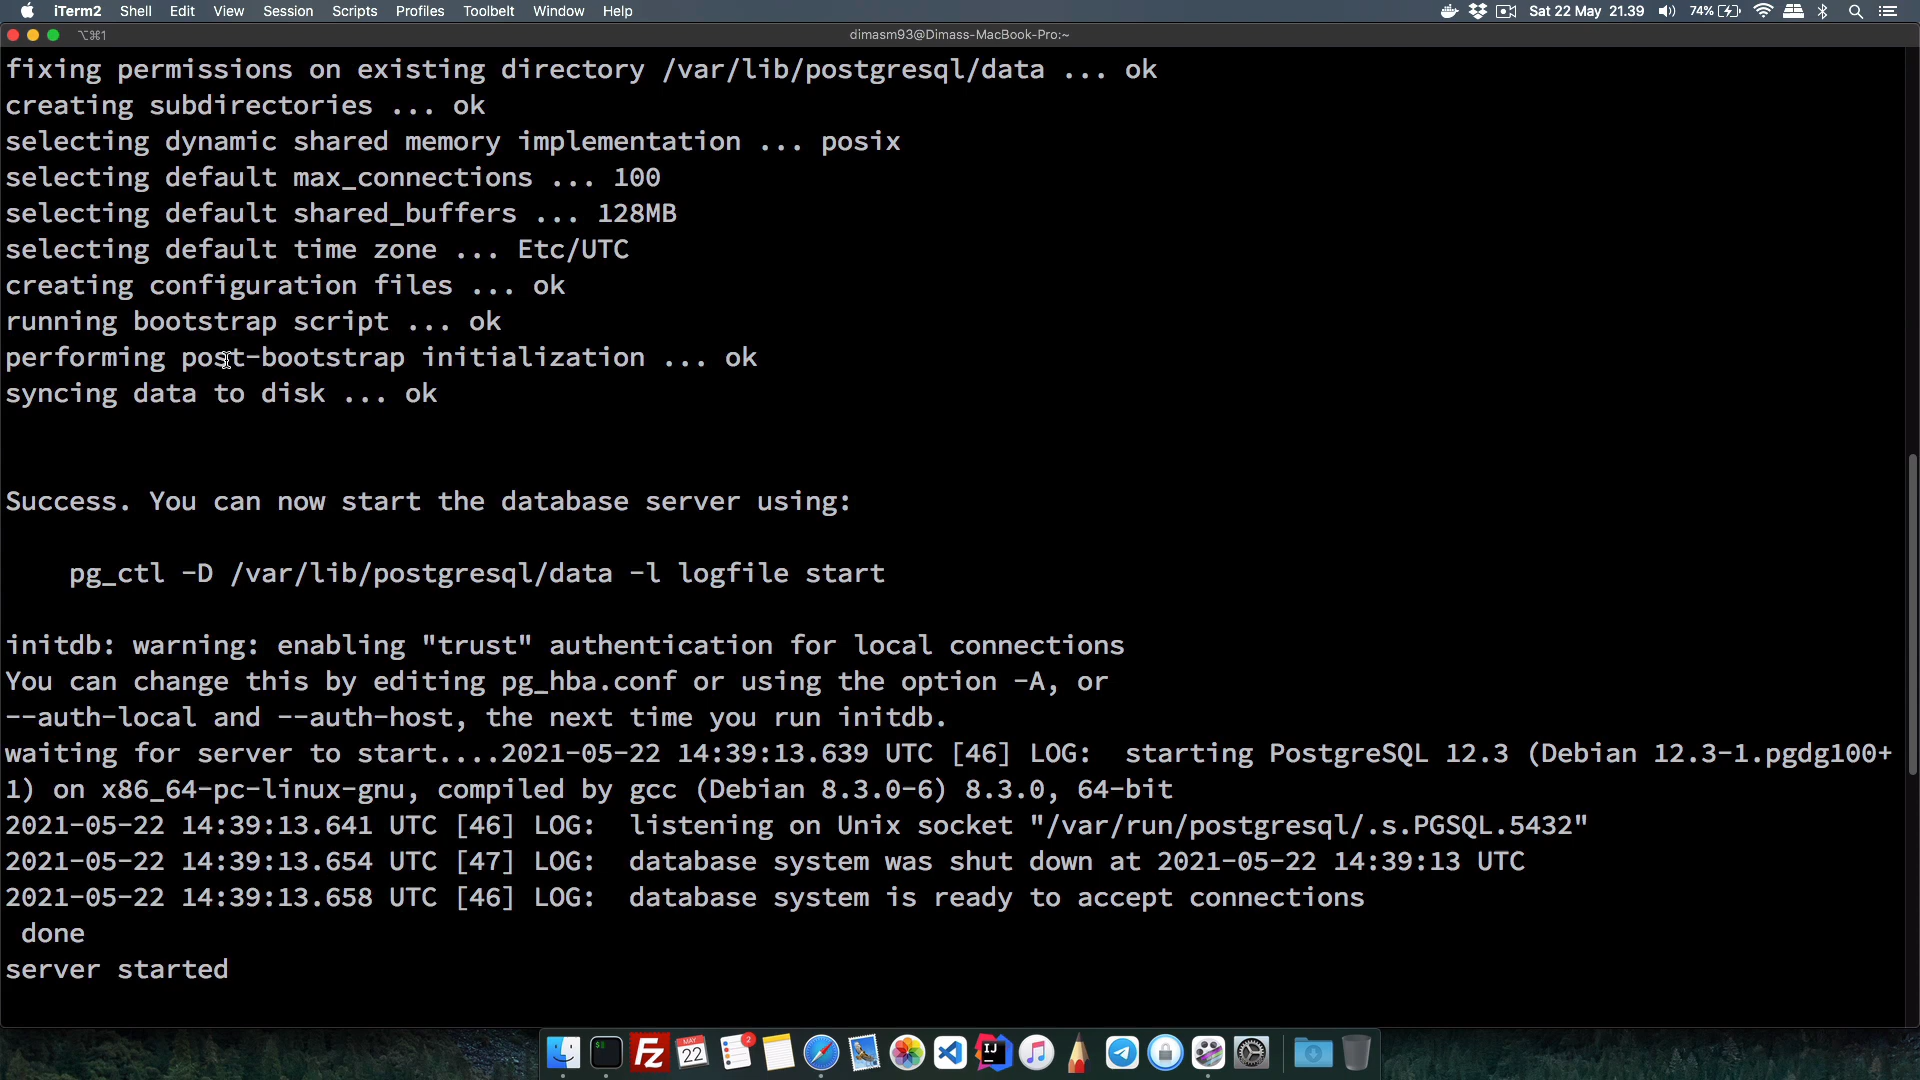 iTerm2 Shell Edit View Session Scripts Profiles Toolbelt Window Help Sat 22 May 21.39 74%
⌥⌘1 dimasm93@Dimass-MacBook-Pro:~
fixing permissions on existing directory /var/lib/postgresql/data ... ok
creating subdirectories ... ok
selecting dynamic shared memory implementation ... posix
selecting default max_connections ... 100
selecting default shared_buffers ... 128MB
selecting default time zone ... Etc/UTC
creating configuration files ... ok
running bootstrap script ... ok
performing post-bootstrap initialization ... ok
syncing data to disk ... ok
Success. You can now start the database server using:
pg_ctl -D /var/lib/postgresql/data -l logfile start
initdb: warning: enabling "trust" authentication for local connections
You can change this by editing pg_hba.conf or using the option -A, or
--auth-local and --auth-host, the next time you run initdb.
waiting for server to start....2021-05-22 14:39:13.639 UTC [46] LOG:  starting PostgreSQL 12.3 (Debian 12.3-1.pgdg100+
1) on x86_64-pc-linux-gnu, compiled by gcc (Debian 8.3.0-6) 8.3.0, 64-bit
2021-05-22 14:39:13.641 UTC [46] LOG:  listening on Unix socket "/var/run/postgresql/.s.PGSQL.5432"
2021-05-22 14:39:13.654 UTC [47] LOG:  database system was shut down at 2021-05-22 14:39:13 UTC
2021-05-22 14:39:13.658 UTC [46] LOG:  database system is ready to accept connections
done
server started
$ Fz MAY 22 2 IJ